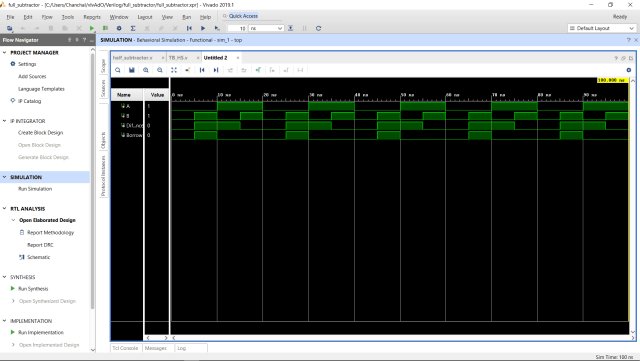 full_subtractor - [C:/Users/Chanchal/VivAdO/Verilog/full_subtractor/full_subtractor.xpr] - Vivado 2019.1
File Edit Flow Tools Reports Window Layout View Run Help Quick Access
Ready
10 ns
Default Layout
Flow Navigator
SIMULATION - Behavioral Simulation - Functional - sim_1 - top
PROJECT MANAGER
Settings
Add Sources
Language Templates
IP Catalog
IP INTEGRATOR
Create Block Design
Open Block Design
Generate Block Design
SIMULATION
Run Simulation
RTL ANALYSIS
Open Elaborated Design
Report Methodology
Report DRC
Schematic
SYNTHESIS
Run Synthesis
Open Synthesized Design
IMPLEMENTATION
Run Implementation
Open Implemented Design
Scope
Sources
Objects
Protocol Instances
half_subtractor.v TB_HS.v Untitled 2
100.000 ns
Name Value
0 ns 10 ns 20 ns 30 ns 40 ns 50 ns 60 ns 70 ns 80 ns 90 ns
A 1
B 1
0
Borrow 0
Tcl Console Messages Log
Sim Time: 100 ns